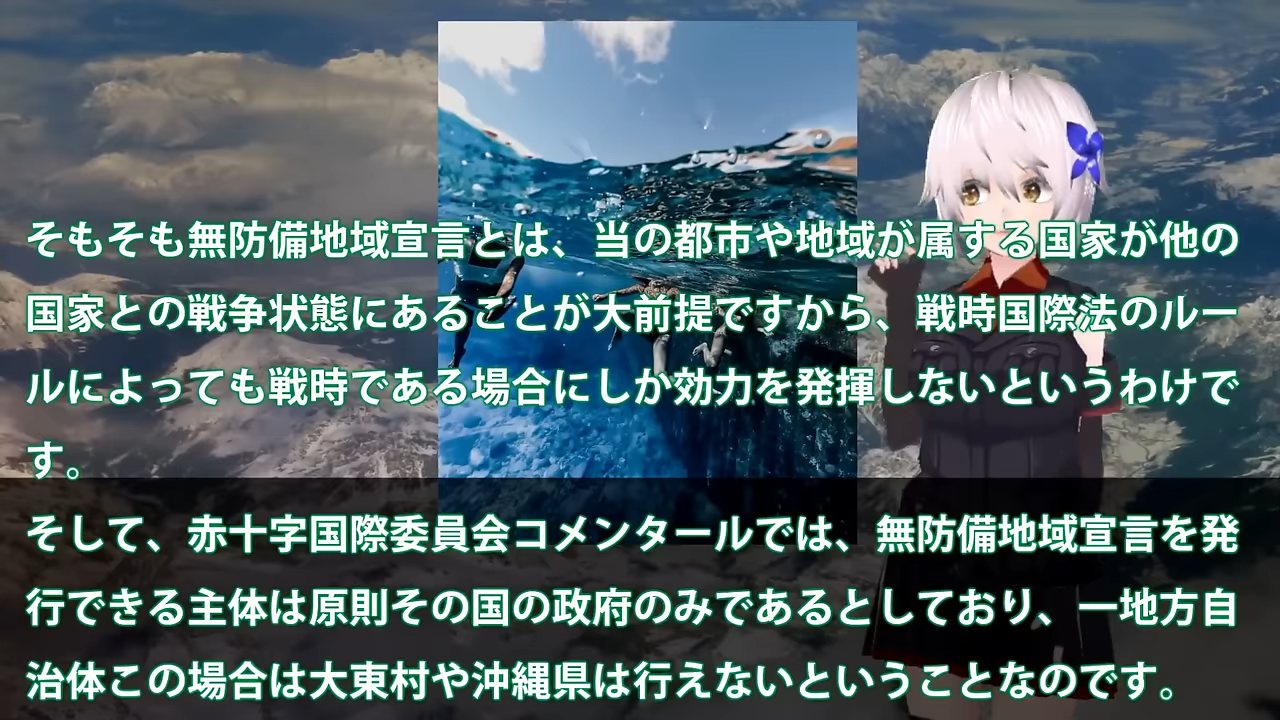 そもそも無防備地域宣言とは、当の都市や地域が属する国家が他の
国家との戦争状態にあることが大前提ですから、戦時国際法のルー
ルによっても戦時である場合にしか効力を発揮しないというわけで
す。
そして、赤十字国際委員会コメンタールでは、無防備地域宣言を発
行できる主体は原則その国の政府のみであるとしており、一地方自
治体この場合は大東村や沖縄県は行えないということなのです。